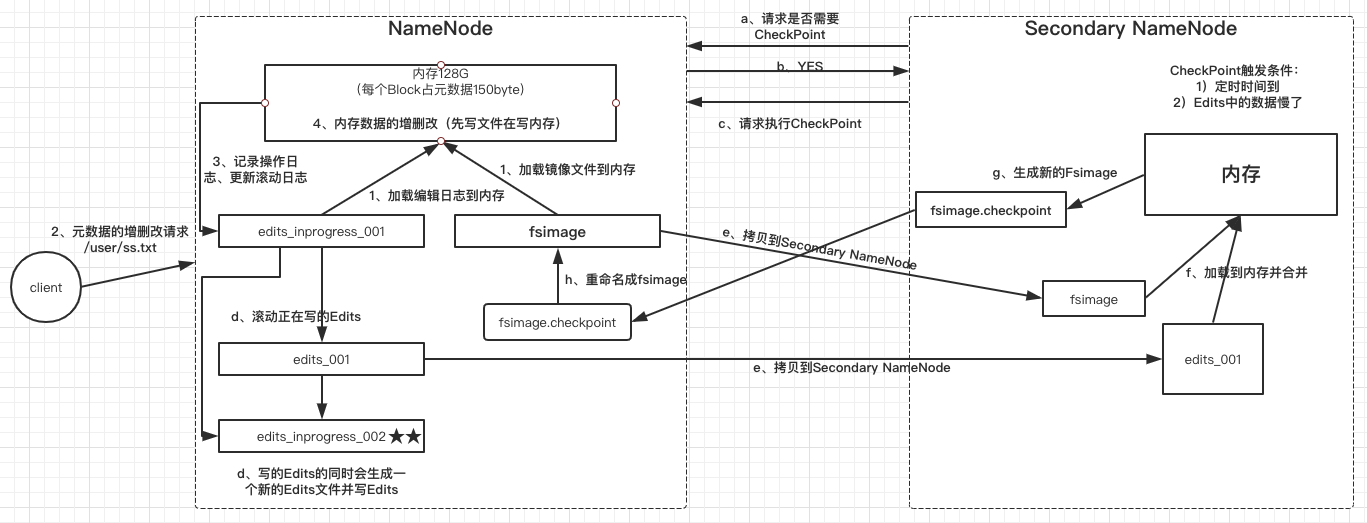 NameNode
内存128G
（每个Block占元数据150byte）
4、内存数据的增删改（先写文件在写内存）
3、记录操作日
志、更新滚动日志
1、加载镜像文件到内存
1、加载编辑日志到内存
2、元数据的增删改请求
/user/ss.txt
client
edits_inprogress_001
fsimage
h、重命名成fsimage
fsimage.checkpoint
d、滚动正在写的Edits
edits_001
edits_inprogress_002★★
d、写的Edits的同时会生成一
个新的Edits文件并写Edits
a、请求是否需要
CheckPoint
b、YES
c、请求执行CheckPoint
e、拷贝到Secondary NameNode
e、拷贝到Secondary NameNode
Secondary NameNode
CheckPoint触发条件：
1）定时时间到
2）Edits中的数据慢了
内存
g、生成新的Fsimage
fsimage.checkpoint
f、加载到内存并合并
fsimage
edits_001